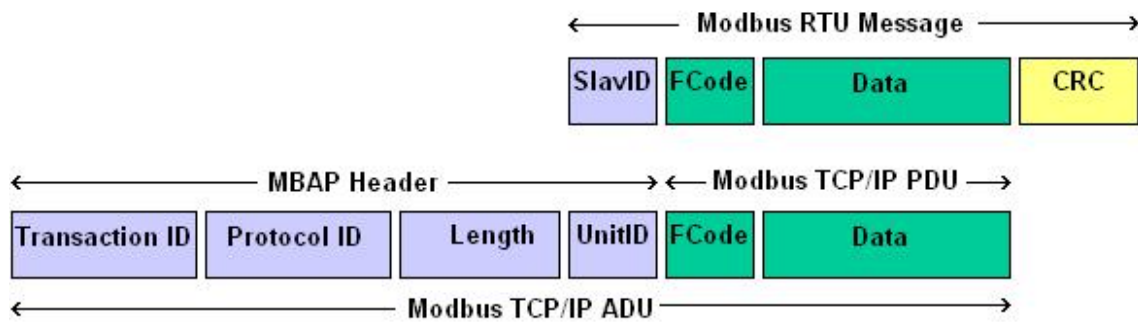 Modbus RTU Message
SlavID FCode Data CRC
MBAP Header Modbus TCP/IP PDU
Transaction ID Protocol ID Length UnitID FCode Data
Modbus TCP/IP ADU